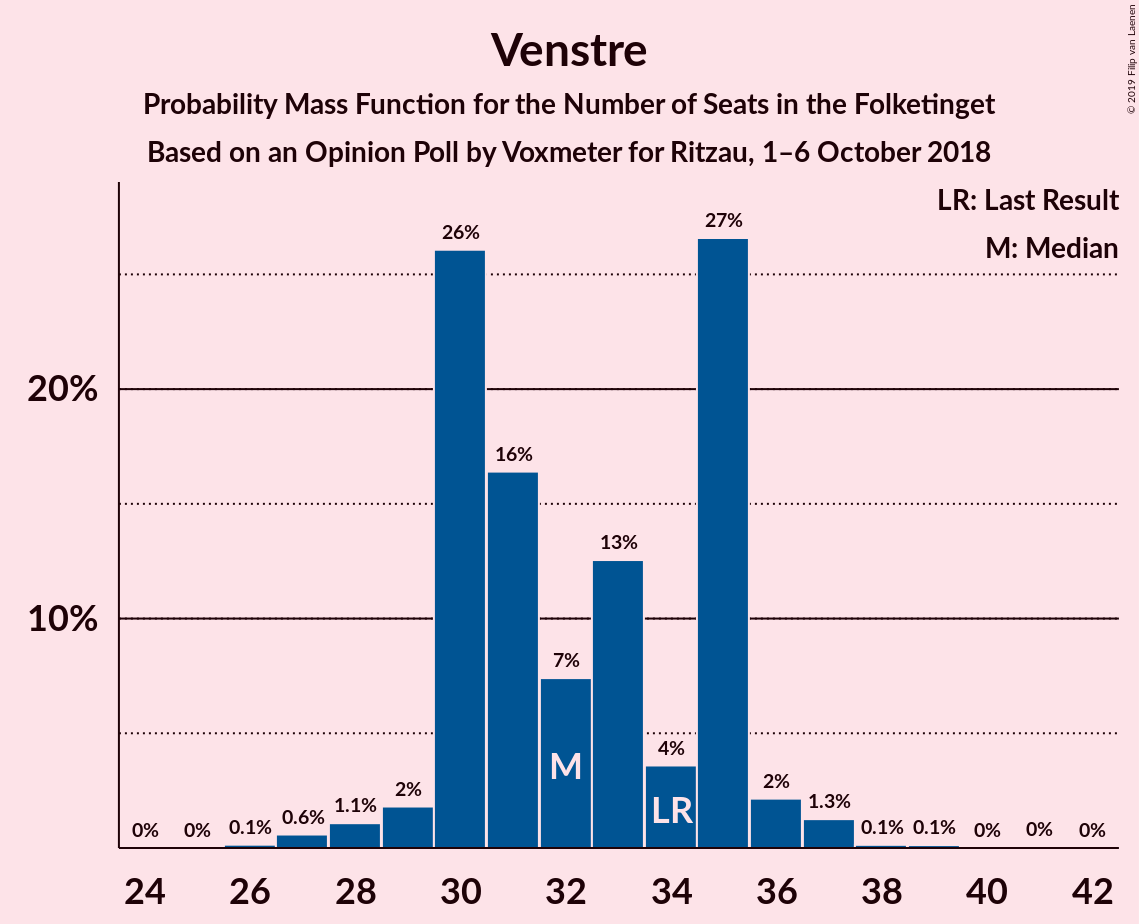 Venstre
Probability Mass Function for the Number of Seats in the Folketinget
Based on an Opinion Poll by Voxmeter for Ritzau, 1–6 October 2018
© 2019 Filip van Laenen
LR: Last Result
M: Median
20%
10%
0%
0%
0.1%
0.6%
1.1%
2%
26%
16%
7%
13%
4%
27%
2%
1.3%
0.1%
0.1%
0%
0%
0%
M
LR
24 26 28 30 32 34 36 38 40 42